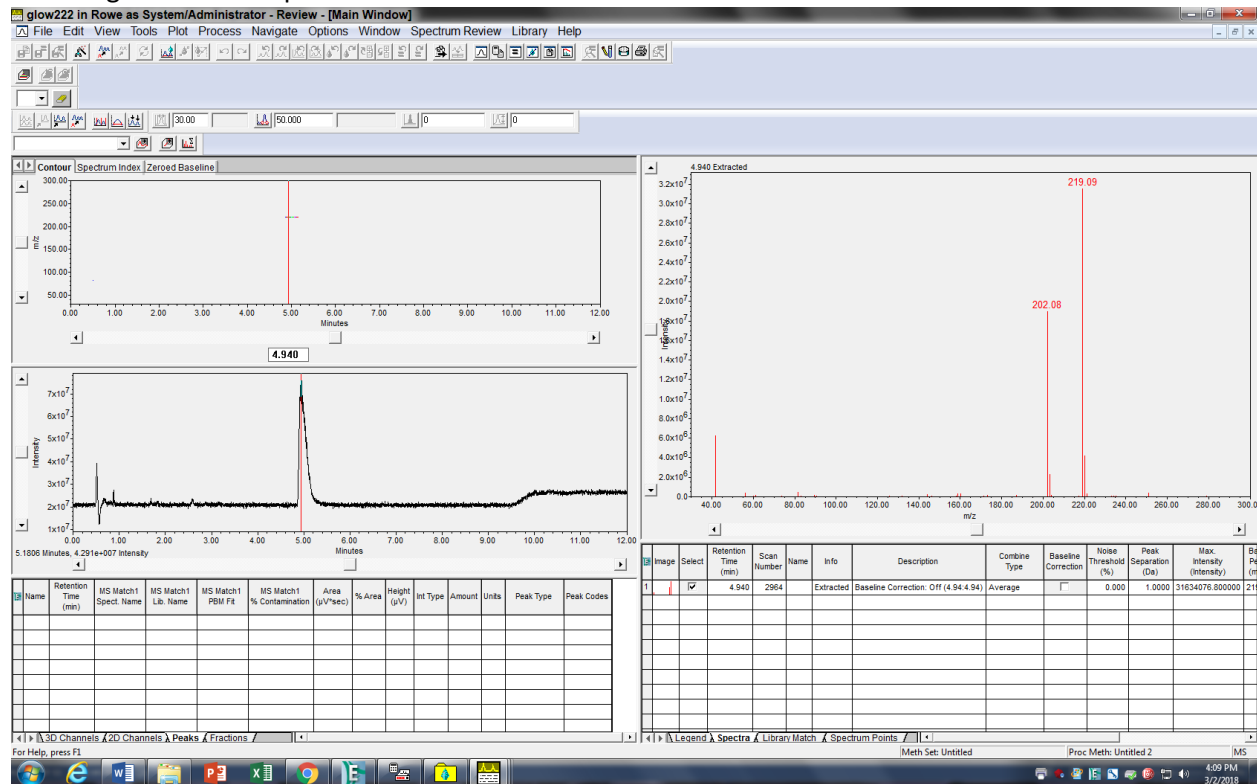 glow222 in Rowe as System/Administrator - Review - [Main Window]
File Edit View Tools Plot Process Navigate Options Window Spectrum Review Library Help
30.00 50.000 0 0
Contour Spectrum Index Zeroed Baseline
300.00
250.00
200.00
150.00
100.00
50.00
m/z
0.00 1.00 2.00 3.00 4.00 5.00 6.00 7.00 8.00 9.00 10.00 11.00 12.00
Minutes
4.940
7x10⁷
6x10⁷
5x10⁷
4x10⁷
3x10⁷
2x10⁷
1x10⁷
Intensity
0.00 1.00 2.00 3.00 4.00 5.00 6.00 7.00 8.00 9.00 10.00 11.00 12.00
Minutes
5.1806 Minutes, 4.291e+007 Intensity
Name Retention Time (min) MS Match1 Spect. Name MS Match1 Lib. Name MS Match1 PBM Fit MS Match1 % Contamination Area (µV*sec) % Area Height (µV) Int Type Amount Units Peak Type Peak Codes
3D Channels 2D Channels Peaks Fractions
4.940 Extracted
219.09
202.08
3.2x10⁷
3.0x10⁷
2.8x10⁷
2.6x10⁷
2.4x10⁷
2.2x10⁷
2.0x10⁷
1.8x10⁷
1.6x10⁷
1.4x10⁷
1.2x10⁷
1.0x10⁷
8.0x10⁶
6.0x10⁶
4.0x10⁶
2.0x10⁶
0.0
Intensity
40.00 60.00 80.00 100.00 120.00 140.00 160.00 180.00 200.00 220.00 240.00 260.00 280.00 300.0
m/z
Image Select Retention Time (min) Scan Number Name Info Description Combine Type Baseline Correction Noise Threshold (%) Peak Separation (Da) Max. Intensity (Intensity)
1 4.940 2964 Extracted Baseline Correction: Off (4.94:4.94) Average 0.000 1.0000 31634076.800000 219
Legend Spectra Library Match Spectrum Points
For Help, press F1
Meth Set: Untitled Proc Meth: Untitled 2 MS
4:09 PM
3/2/2018